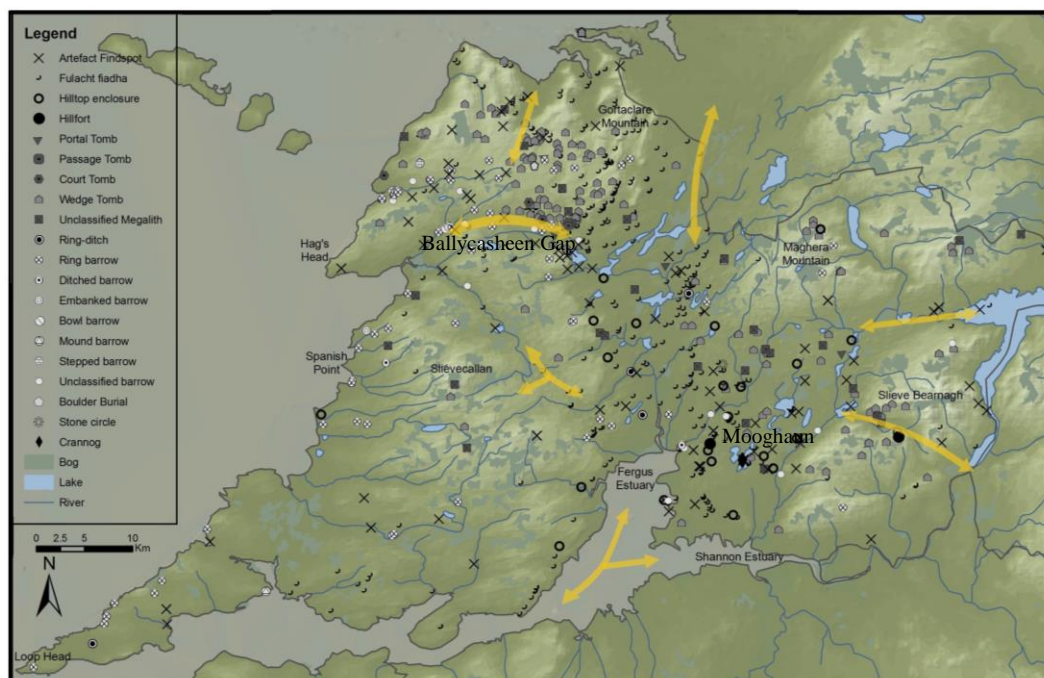 Legend
Artefact Findspot
Fulacht fiadha
Hilltop enclosure
Hillfort
Portal Tomb
Passage Tomb
Court Tomb
Wedge Tomb
Unclassified Megalith
Ring-ditch
Ring barrow
Ditched barrow
Embanked barrow
Bowl barrow
Mound barrow
Stepped barrow
Unclassified barrow
Boulder Burial
Stone circle
Crannog
Bog
Lake
River
0 2.5 5 10
Km
N
Gortaclare
Mountain
Ballycasheen Gap
Hag's
Head
Maghera
Mountain
Spanish
Point
Slievecallan
Slieve Bearnagh
Mooghaun
Fergus
Estuary
Shannon Estuary
Loop Head